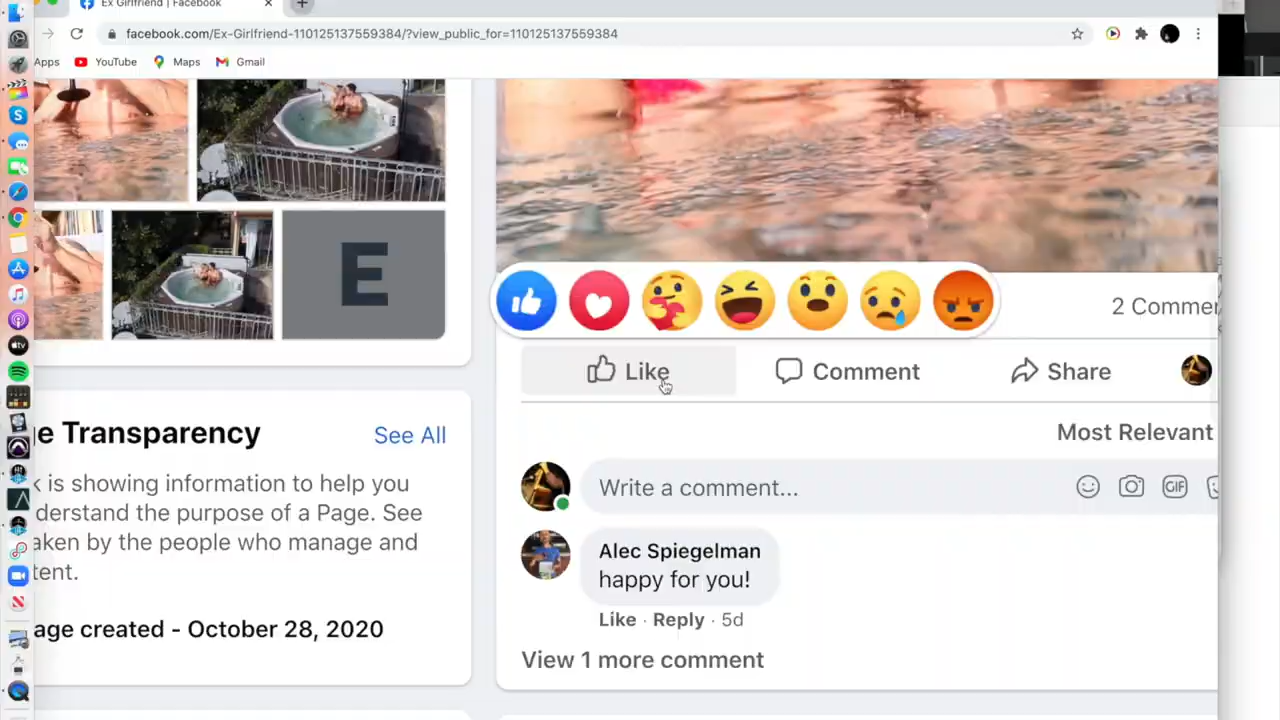 Ex Girlfriend | Facebook
facebook.com/Ex-Girlfriend-110125137559384/?view_public_for=110125137559384
Apps
YouTube
Maps
Gmail
E
2 Commen
Like
Comment
Share
Most Relevant
e Transparency
See All
k is showing information to help you
derstand the purpose of a Page. See
aken by the people who manage and
tent.
age created - October 28, 2020
Write a comment...
GIF
Alec Spiegelman
happy for you!
Like · Reply · 5d
View 1 more comment